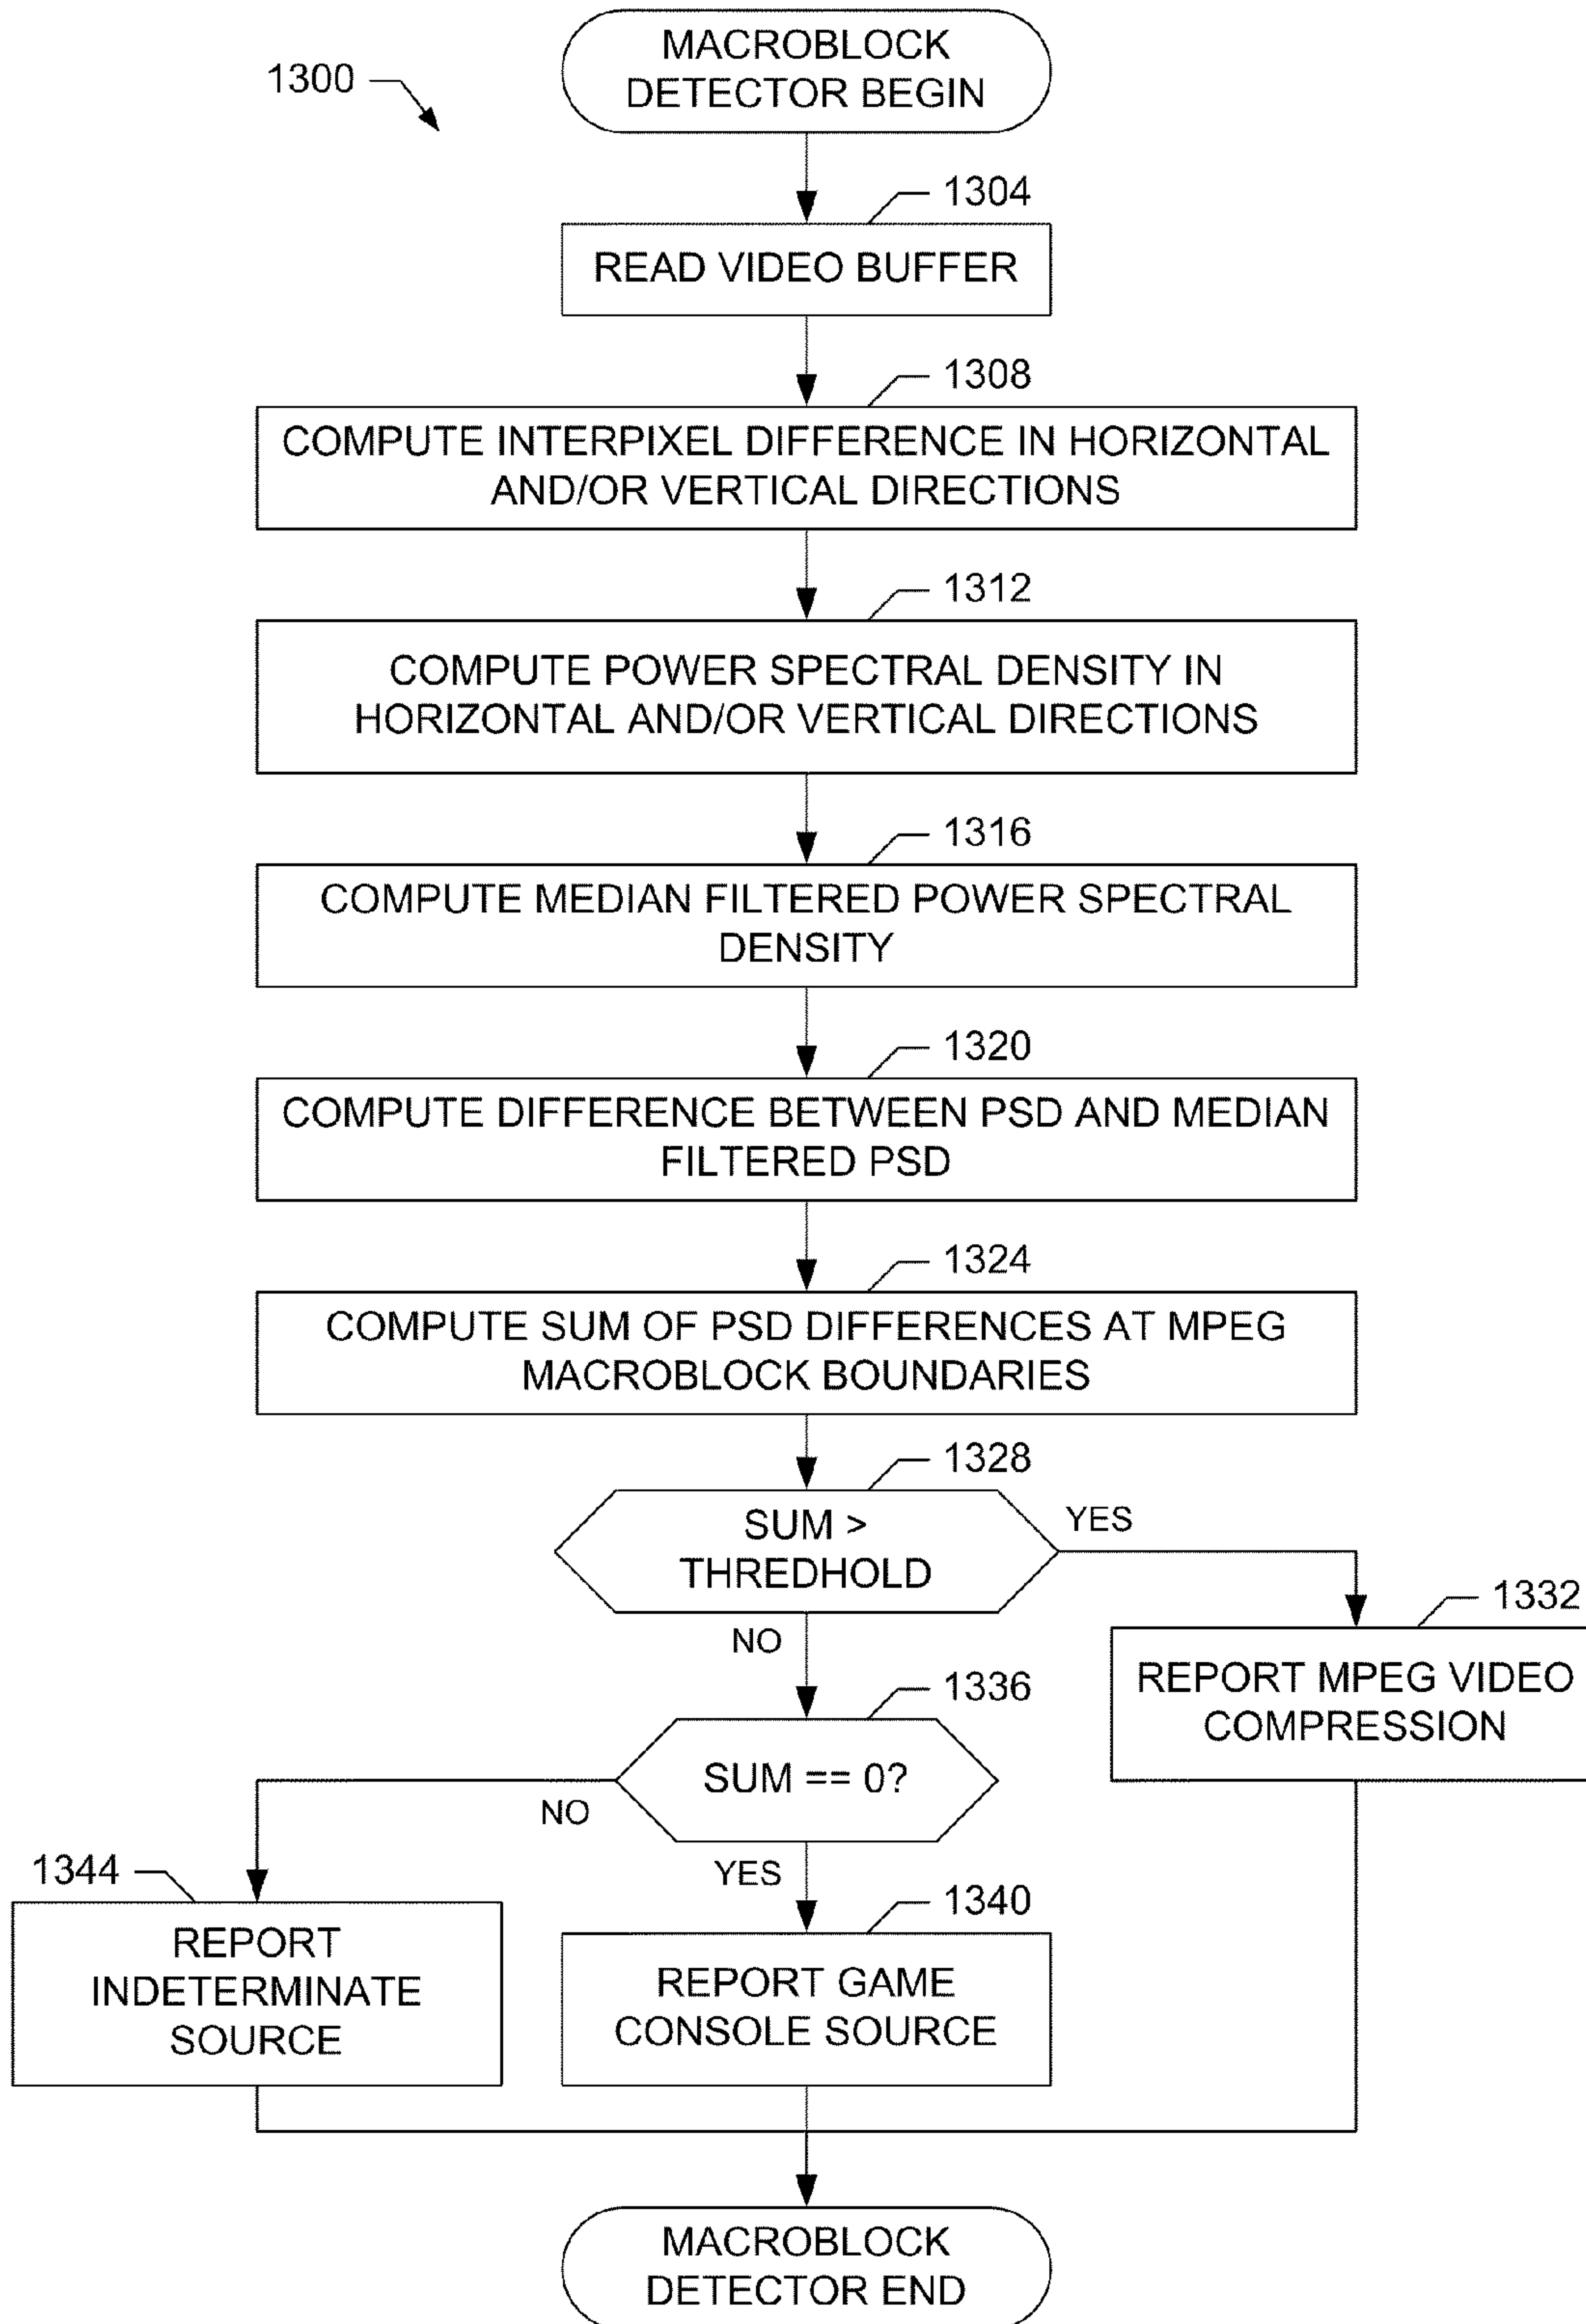 MACROBLOCK
DETECTOR BEGIN
1300
1304
READ VIDEO BUFFER
1308
COMPUTE INTERPIXEL DIFFERENCE IN HORIZONTAL
AND/OR VERTICAL DIRECTIONS
1312
COMPUTE POWER SPECTRAL DENSITY IN
HORIZONTAL AND/OR VERTICAL DIRECTIONS
1316
COMPUTE MEDIAN FILTERED POWER SPECTRAL
DENSITY
1320
COMPUTE DIFFERENCE BETWEEN PSD AND MEDIAN
FILTERED PSD
1324
COMPUTE SUM OF PSD DIFFERENCES AT MPEG
MACROBLOCK BOUNDARIES
1328
SUM >
THREDHOLD
YES
NO
1332
REPORT MPEG VIDEO
COMPRESSION
1336
SUM == 0?
NO
YES
1344
REPORT
INDETERMINATE
SOURCE
1340
REPORT GAME
CONSOLE SOURCE
MACROBLOCK
DETECTOR END